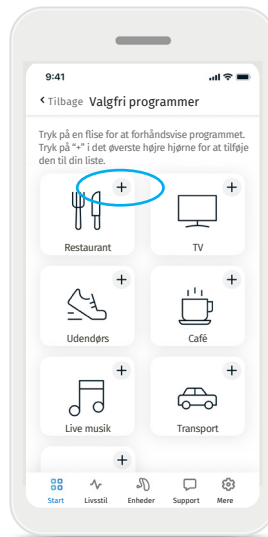 9:41
Tilbage Valgfri programmer
Tryk på en flise for at forhåndsvise programmet.
Tryk på "+" i det øverste højre hjørne for at tilføje
den til din liste.
+ +
Restaurant TV
+ +
Udendørs Café
+ +
Live musik Transport
+
Start Livsstil Enheder Support Mere